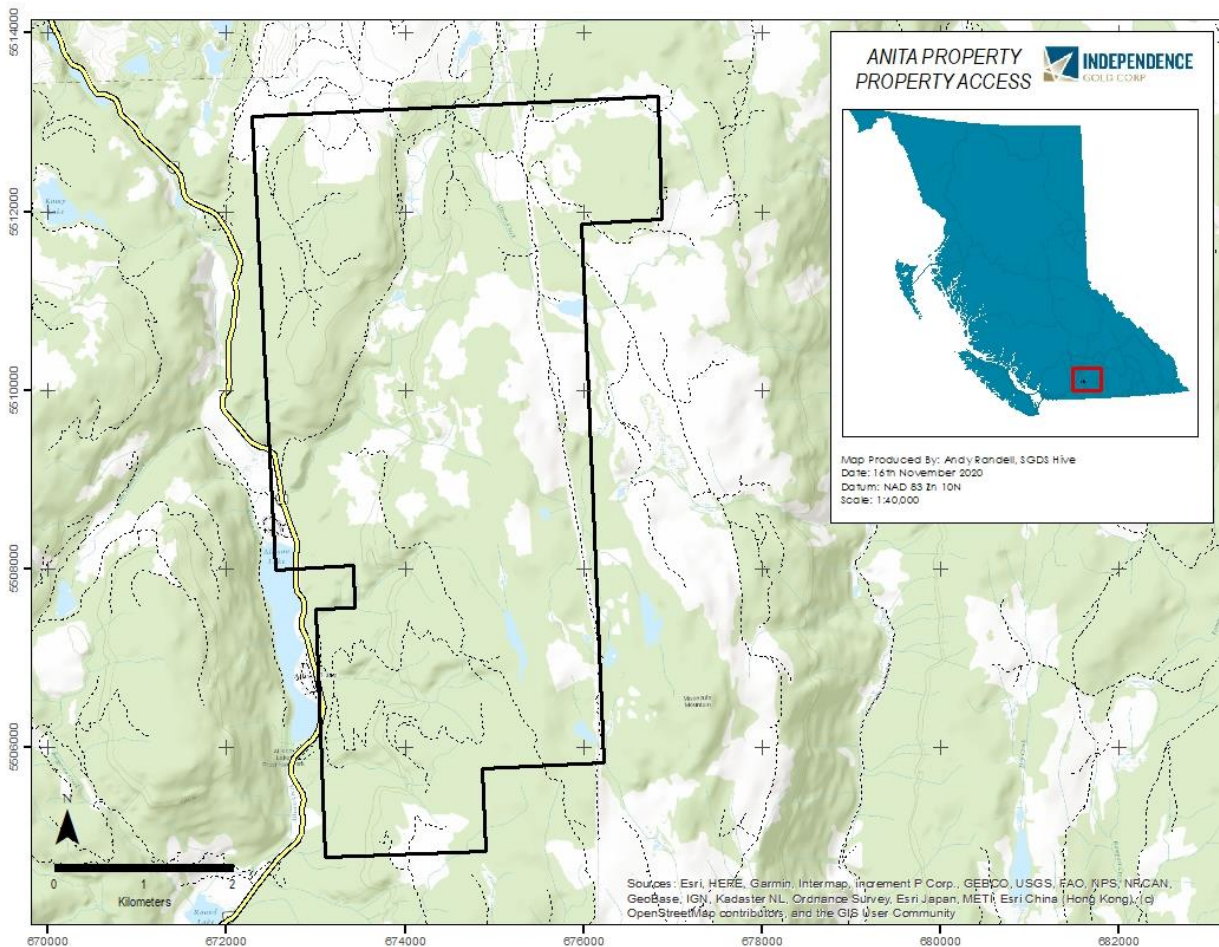 ANITA PROPERTY
PROPERTY ACCESS
INDEPENDENCE
GOLD CORP.
Map Produced By: Andy Randell, SGDS Hive
Date: 16th November 2020
Datum: NAD 83 Zn 10N
Scale: 1:40,000
5514000
5512000
5510000
5508000
5506000
Lake
Mountain
N
0 1 2
Kilometers
Sources: Esri, HERE, Garmin, Intermap, increment P Corp., GEBCO, USGS, FAO, NPS, NRCAN,
GeoBase, IGN, Kadaster NL, Ordnance Survey, Esri Japan, METI, Esri China (Hong Kong), (c)
OpenStreetMap contributors, and the GIS User Community
670000 672000 674000 676000 678000 680000 682000